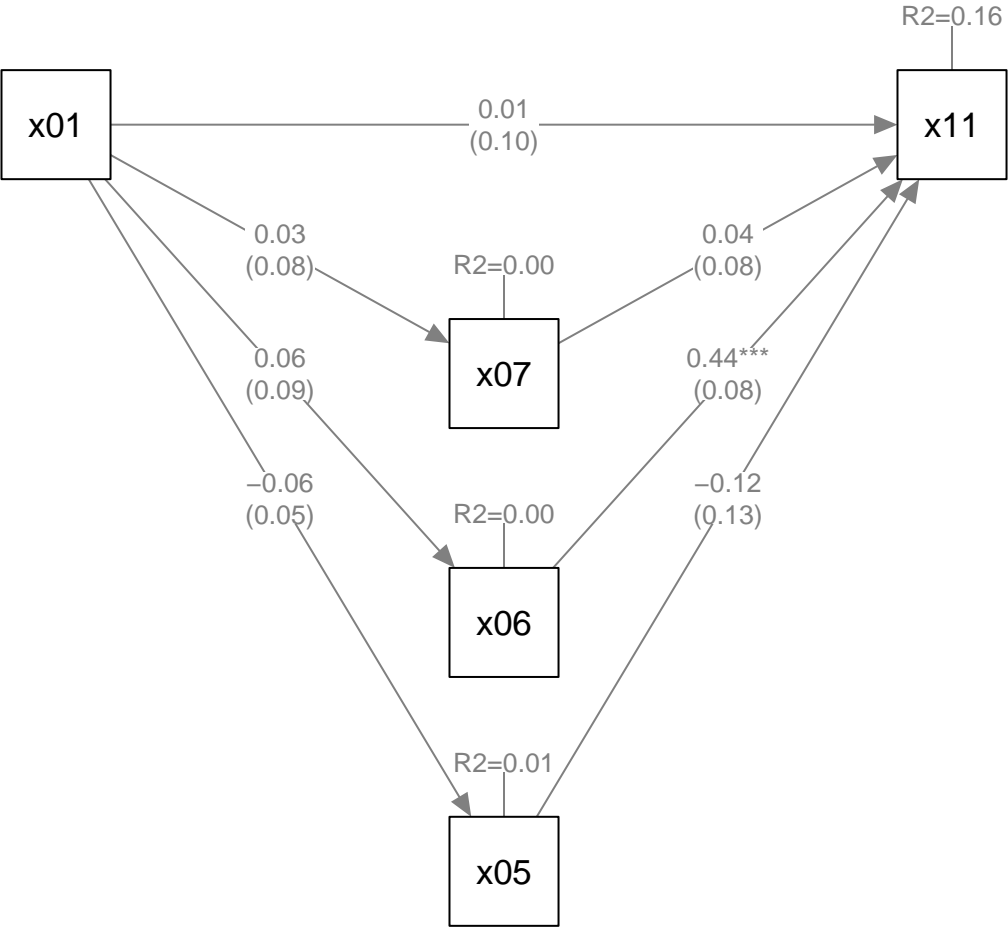 R2=0.16
x01
0.01
(0.10)
x11
0.03
(0.08)
0.04
(0.08)
R2=0.00
x07
0.06
(0.09)
0.44***
(0.08)
−0.06
(0.05)
−0.12
(0.13)
R2=0.00
x06
R2=0.01
x05